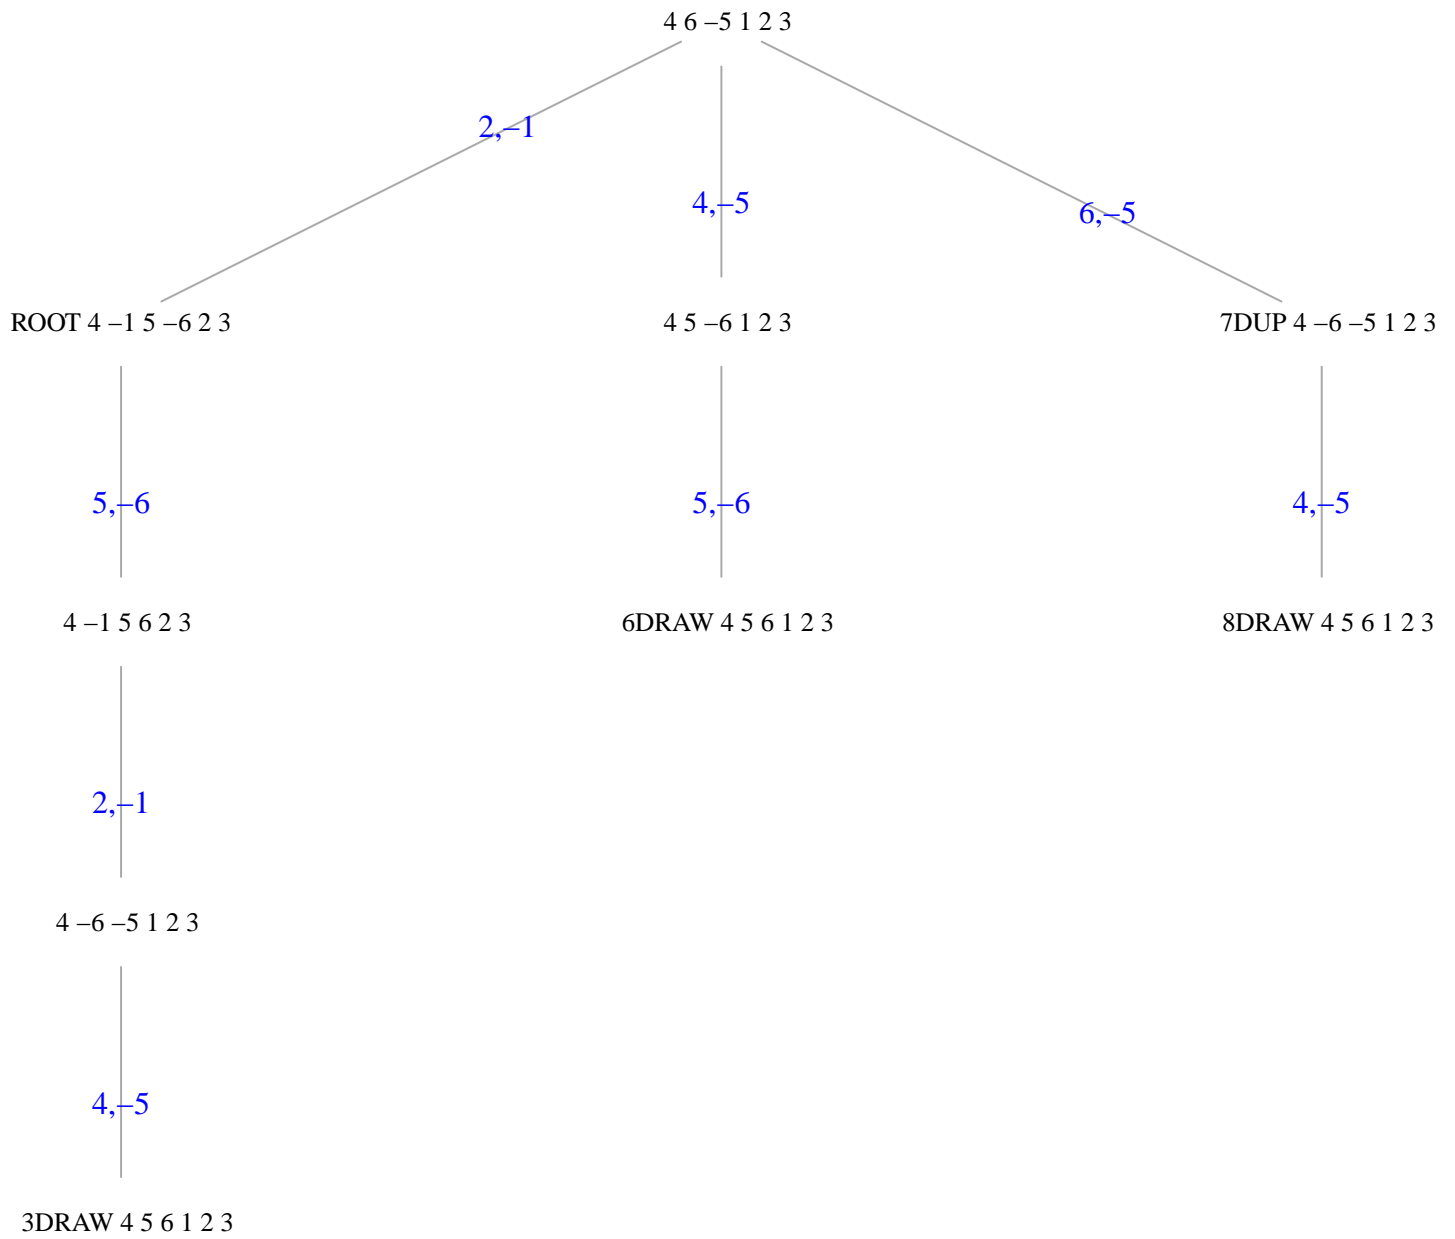 4 6 –5 1 2 3
2,–1
4,–5
6,–5
ROOT 4 –1 5 –6 2 3
4 5 –6 1 2 3
7DUP 4 –6 –5 1 2 3
5,–6
5,–6
4,–5
4 –1 5 6 2 3
6DRAW 4 5 6 1 2 3
8DRAW 4 5 6 1 2 3
2,–1
4 –6 –5 1 2 3
4,–5
3DRAW 4 5 6 1 2 3